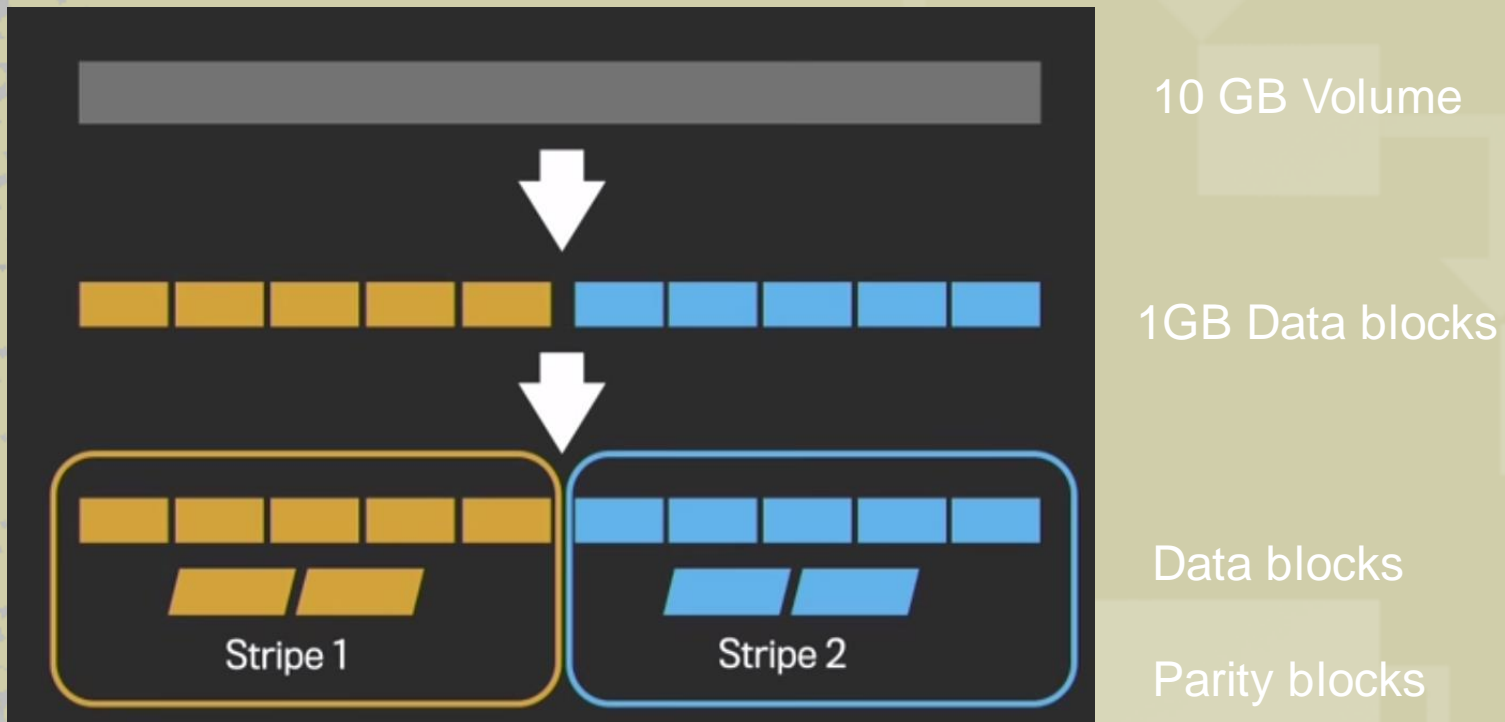 10 GB Volume
1GB Data blocks
Data blocks
Stripe 1
Stripe 2
Parity blocks